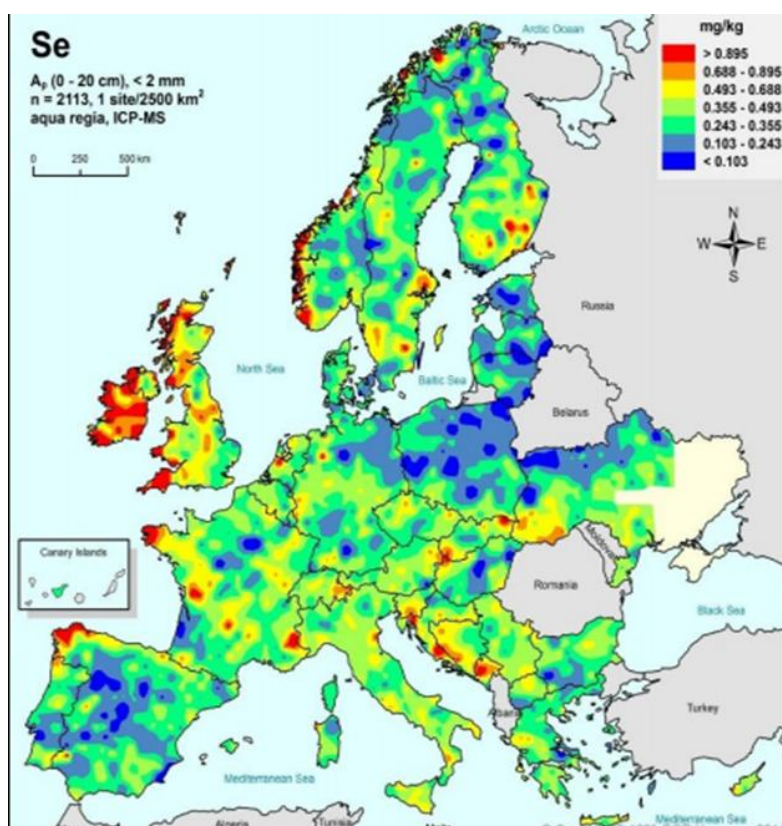 Se
Aₚ (0 - 20 cm), < 2 mm
n = 2113, 1 site/2500 km²
aqua regia, ICP-MS
0 250 500 km
Arctic Ocean
mg/kg
> 0.895
0.688 - 0.895
0.493 - 0.688
0.355 - 0.493
0.243 - 0.355
0.103 - 0.243
< 0.103
N
W E
S
Russia
North Sea
Baltic Sea
Belarus
Canary Islands
Moldova
Romania
Black Sea
Albania
Turkey
Mediterranean Sea
Mediterranean Sea
Algeria
Tunisia